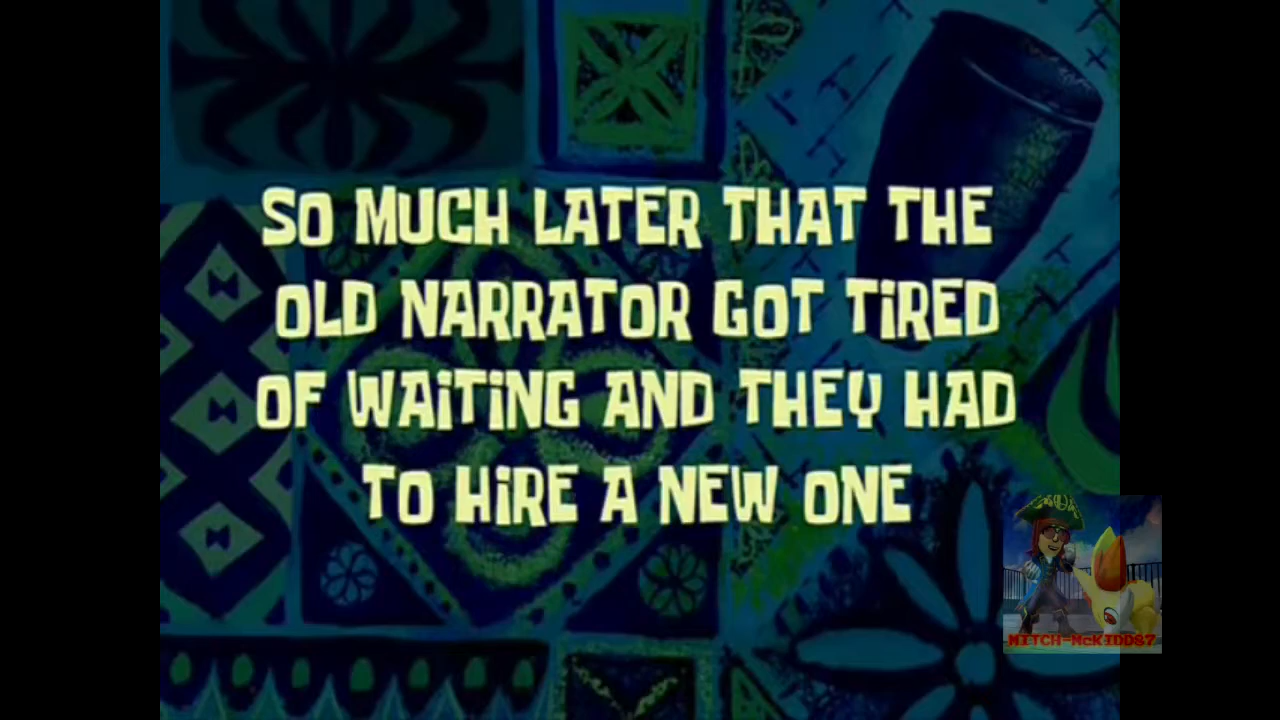 SO MUCH LATER THAT THE
OLD NARRATOR GOT TiRED
OF WAiTiNG AND THEY HAD
TO HiRE A NEW ONE
MITCH-McKIDD87